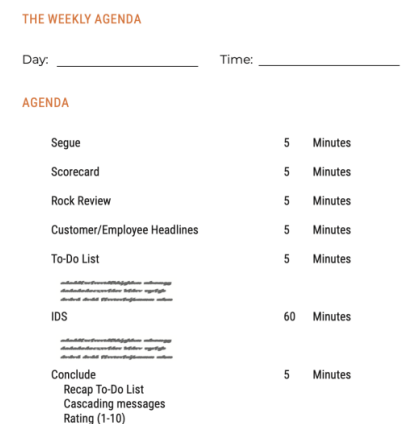 THE WEEKLY AGENDA
Day: Time:
AGENDA
Segue 5 Minutes
Scorecard 5 Minutes
Rock Review 5 Minutes
Customer/Employee Headlines 5 Minutes
To-Do List 5 Minutes
IDS 60 Minutes
Conclude 5 Minutes
Recap To-Do List
Cascading messages
Rating (1-10)